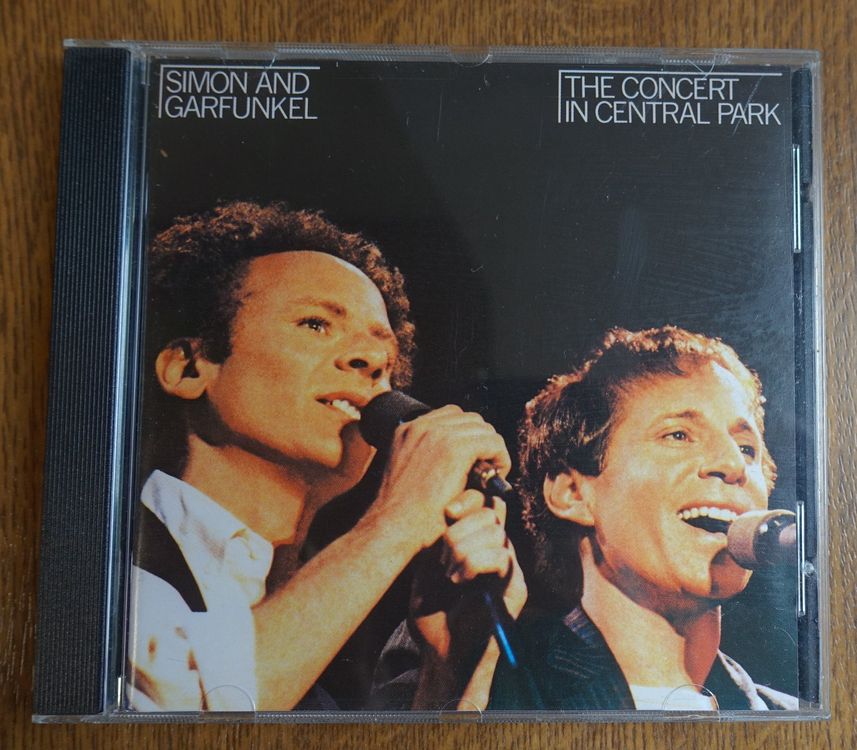 SIMON AND
GARFUNKEL
THE CONCERT
IN CENTRAL PARK